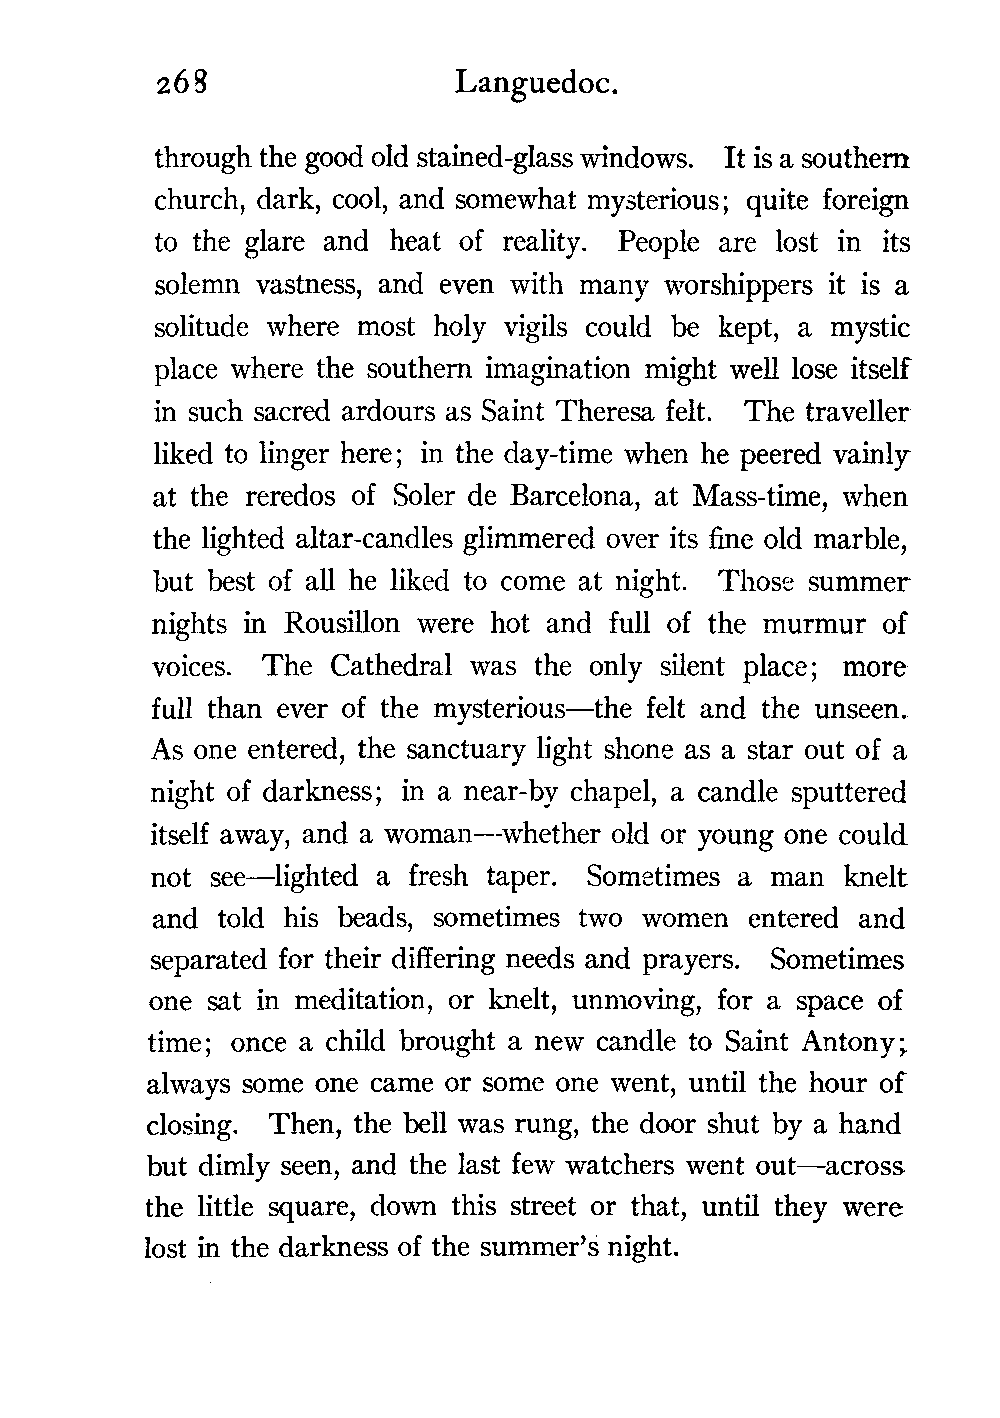 268 Languedoc.
through the good old stained-glass windows. It is a southern
church, dark, cool, and somewhat mysterious; quite foreign
to the glare and heat of reality. People are lost in its
solemn vastness, and even with many worshippers it is a
solitude where most holy vigils could be kept, a mystic
place where the southern imagination might well lose itself
in such sacred ardours as Saint Theresa felt. The traveller
liked to linger here; in the day-time when he peered vainly
at the reredos of Soler de Barcelona, at Mass-time, when
the lighted altar-candles glimmered over its fine old marble,
but best of all he liked to come at night. Those summer
nights in Rousillon were hot and full of the murmur of
voices. The Cathedral was the only silent place; more
full than ever of the mysterious—the felt and the unseen.
As one entered, the sanctuary light shone as a star out of a
night of darkness; in a near-by chapel, a candle sputtered
itself away, and a woman—whether old or young one could
not see—lighted a fresh taper. Sometimes a man knelt
and told his beads, sometimes two women entered and
separated for their differing needs and prayers. Sometimes
one sat in meditation, or knelt, unmoving, for a space of
time; once a child brought a new candle to Saint Antony;
always some one came or some one went, until the hour of
closing. Then, the bell was rung, the door shut by a hand
but dimly seen, and the last few watchers went out—across
the little square, down this street or that, until they were
lost in the darkness of the summer's night.